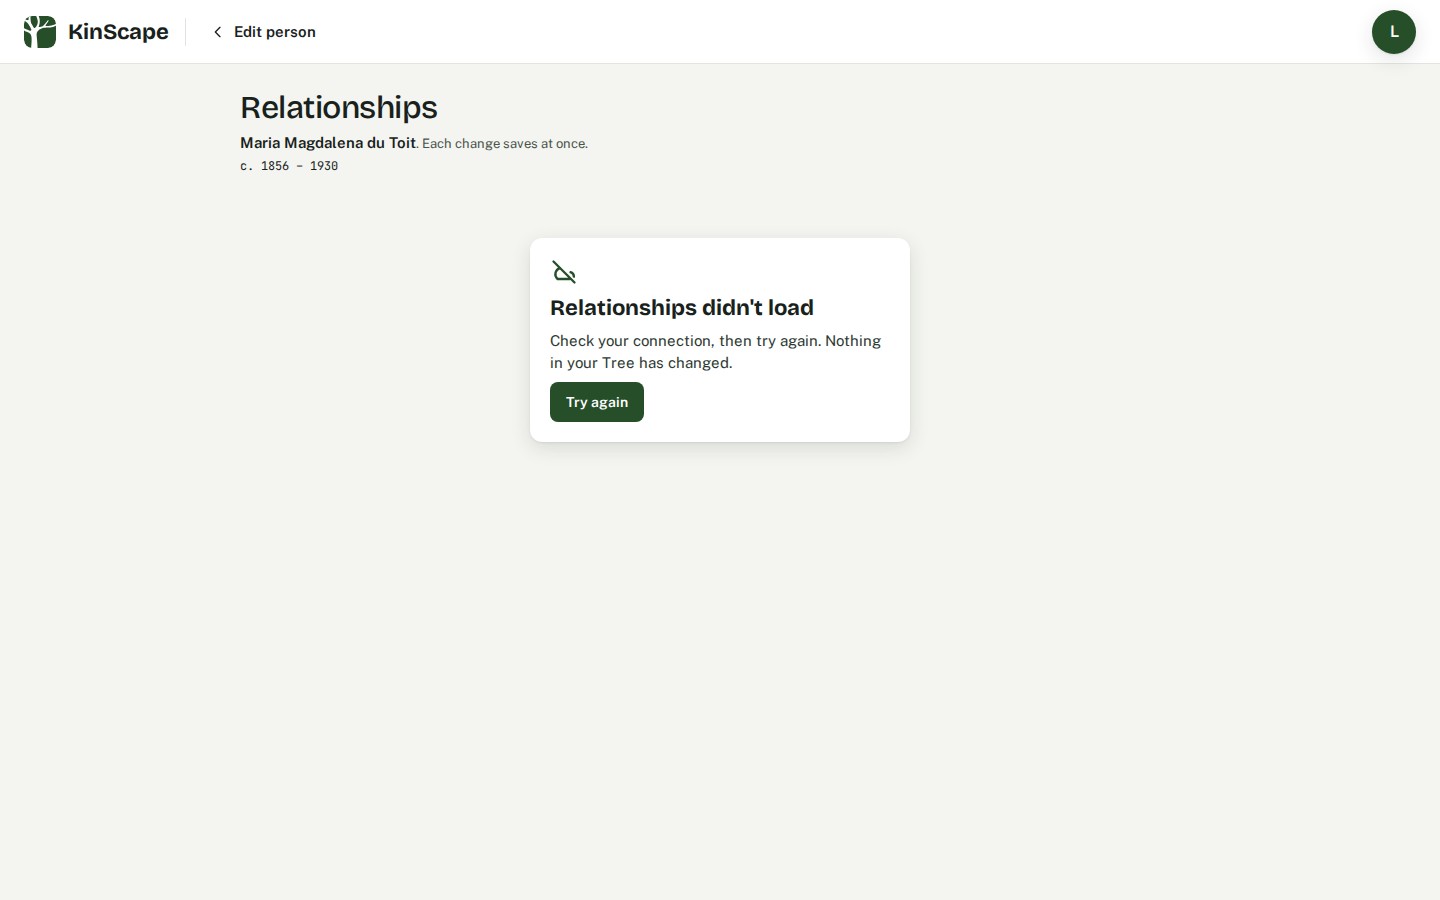 KinScape
Edit person
L
Relationships
Maria Magdalena du Toit. Each change saves at once.
c. 1856 – 1930
Relationships didn't load
Check your connection, then try again. Nothing
in your Tree has changed.
Try again